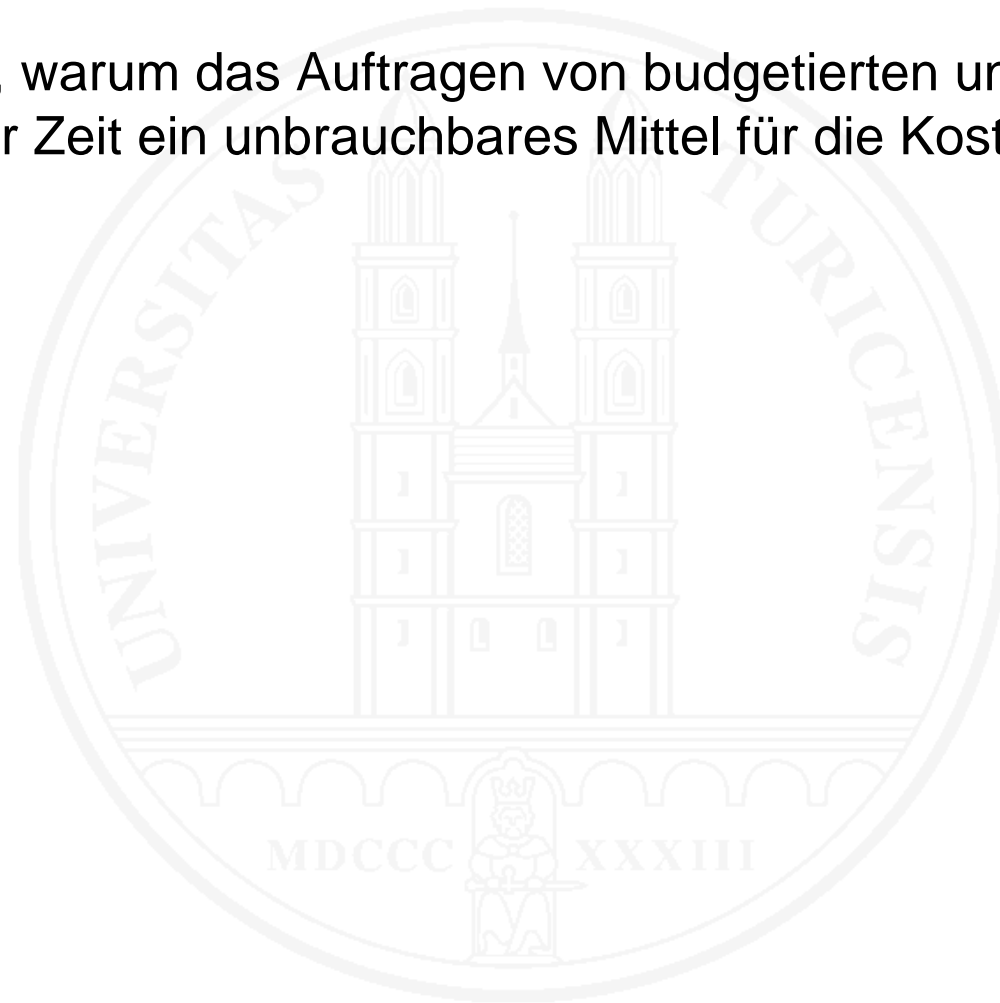 , warum das Auftragen von budgetierten un
r Zeit ein unbrauchbares Mittel für die Kost
UNIVERSITAS TURICENSIS
MDCCC XXXIII